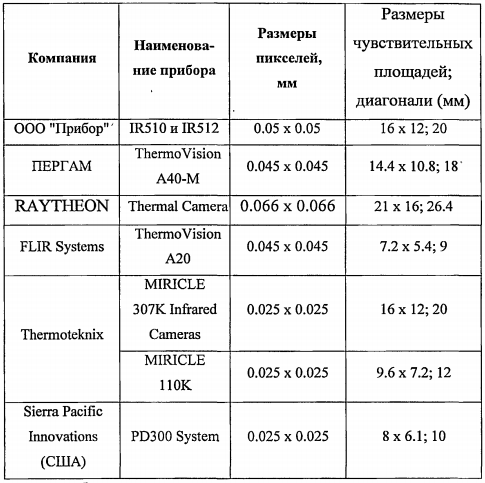 Компания
Наименова-
ние прибора
Размеры
пикселей,
мм
Размеры
чувствительных
площадей;
диагонали (мм)
ООО "Прибор"
IR510 и IR512
0.05 x 0.05
16 x 12; 20
ПЕРГАМ
ThermoVision
A40-M
0.045 x 0.045
14.4 x 10.8; 18
RAYTHEON
Thermal Camera
0.066 x 0.066
21 x 16; 26.4
FLIR Systems
ThermoVision
A20
0.045 x 0.045
7.2 x 5.4; 9
Thermoteknix
MIRICLE
307K Infrared
Cameras
0.025 x 0.025
16 x 12; 20
MIRICLE
110K
0.025 x 0.025
9.6 x 7.2; 12
Sierra Pacific
Innovations
(США)
PD300 System
0.025 x 0.025
8 x 6.1; 10